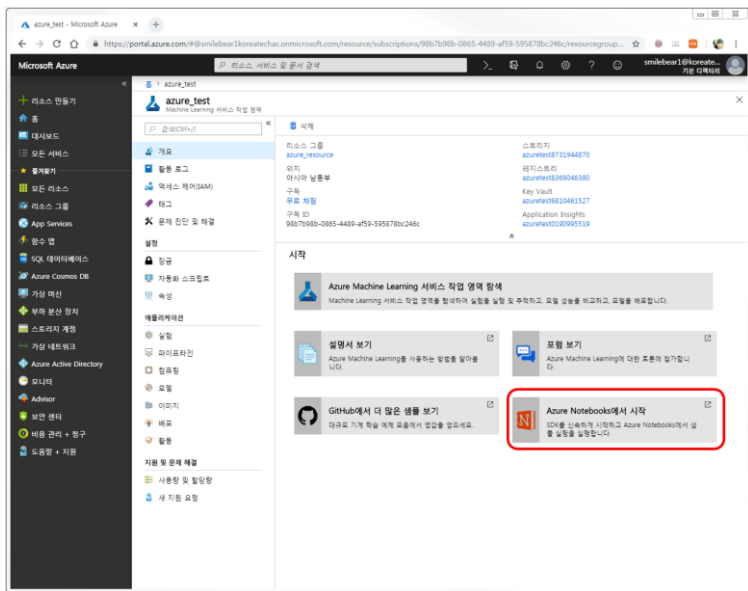 azure_test - Microsoft Azure
https://portal.azure.com/#@smilebear1koreatechac.onmicrosoft.com/resource/subscriptions/98b7b98b-0865-4489-af59-595878bc246c/resourcegroup...
Microsoft Azure
리소스, 서비스 및 문서 검색
smilebear1@koreate...
기본 디렉터리
리소스 만들기
홈
대시보드
모든 서비스
즐겨찾기
모든 리소스
리소스 그룹
App Services
함수 앱
SQL 데이터베이스
Azure Cosmos DB
가상 머신
부하 분산 장치
스토리지 계정
가상 네트워크
Azure Active Directory
모니터
Advisor
보안 센터
비용 관리 + 청구
도움말 + 지원
홈 > azure_test
azure_test
Machine Learning 서비스 작업 영역
검색(Ctrl+/)
개요
활동 로그
액세스 제어(IAM)
태그
문제 진단 및 해결
설정
잠금
자동화 스크립트
속성
애플리케이션
실험
파이프라인
컴퓨팅
모델
이미지
배포
활동
지원 및 문제 해결
사용량 및 할당량
새 지원 요청
삭제
리소스 그룹
azure_resource
위치
아시아 남동부
구독
무료 체험
구독 ID
98b7b98b-0865-4489-af59-595878bc246c
스토리지
azuretest8731944870
레지스트리
azuretest8369046380
Key Vault
azuretest6810461527
Application Insights
azuretest0190995519
시작
Azure Machine Learning 서비스 작업 영역 탐색
Machine Learning 서비스 작업 영역을 탐색하여 실험을 실행 및 추적하고, 모델 성능을 비교하고, 모델을 배포합니다.
설명서 보기
Azure Machine Learning를 사용하는 방법을 알아봅
니다.
포럼 보기
Azure Machine Learning에 대한 토론에 참가합니
다.
GitHub에서 더 많은 샘플 보기
대규모 기계 학습 예제 모음에서 영감을 얻으세요.
Azure Notebooks에서 시작
SDK를 신속하게 시작하고 Azure Notebooks에서 샘
플 실험을 실행합니다.